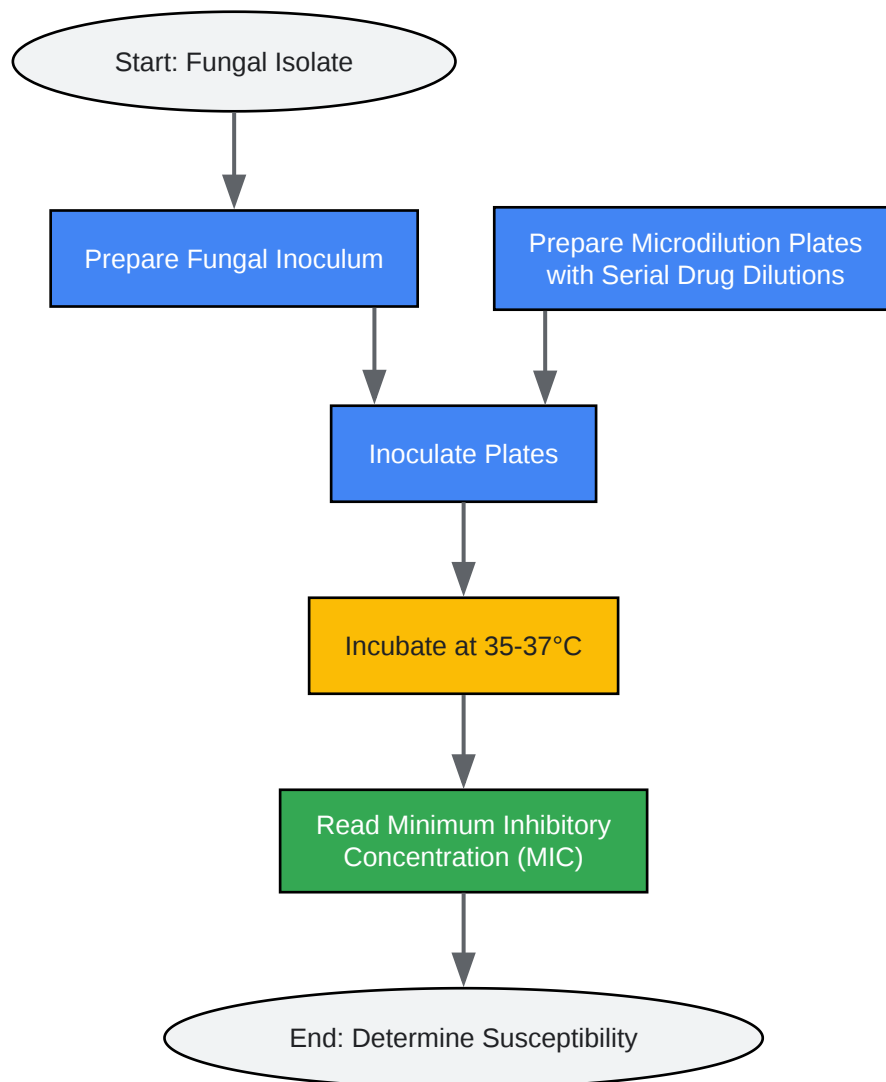 Start: Fungal Isolate
Prepare Fungal Inoculum
Prepare Microdilution Plates
with Serial Drug Dilutions
Inoculate Plates
Incubate at 35-37°C
Read Minimum Inhibitory
Concentration (MIC)
End: Determine Susceptibility